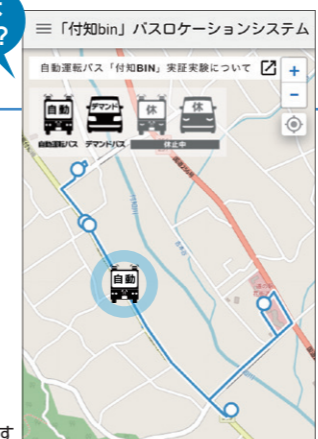 ?
≡「付知bin」バスロケーションシステム
自動運転バス「付知BIN」実証実験について
+
−
自動 デマンド 休 休
自動運転バス デマンドバス 休止中
自動
す